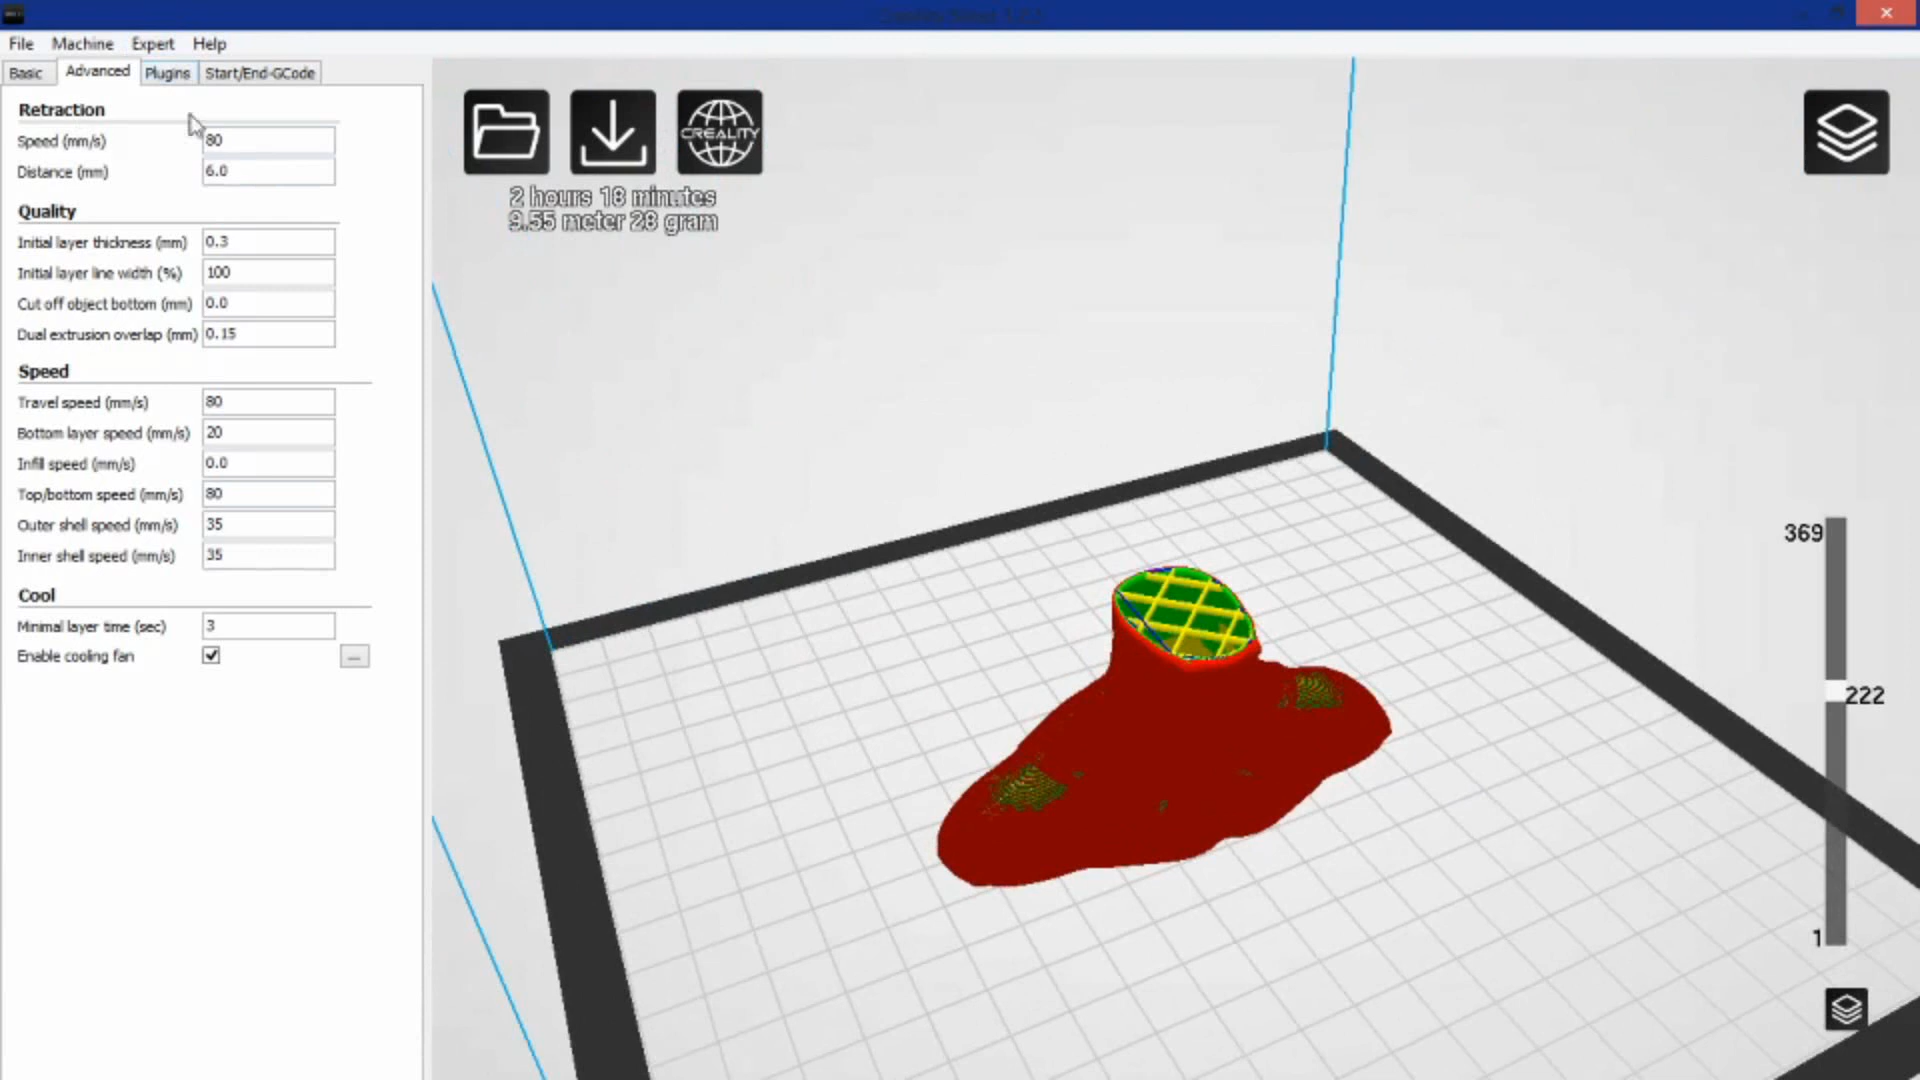 File Machine Expert Help
Basic Advanced Plugins Start/End-GCode
Retraction
Speed (mm/s) 80
Distance (mm) 6.0
Quality
Initial layer thickness (mm) 0.3
Initial layer line width (%) 100
Cut off object bottom (mm) 0.0
Dual extrusion overlap (mm) 0.15
Speed
Travel speed (mm/s) 80
Bottom layer speed (mm/s) 20
Infill speed (mm/s) 0.0
Top/bottom speed (mm/s) 80
Outer shell speed (mm/s) 35
Inner shell speed (mm/s) 35
Cool
Minimal layer time (sec) 3
Enable cooling fan ...
CREALITY
2 hours 18 minutes
9.55 meter 28 gram
369
222
1